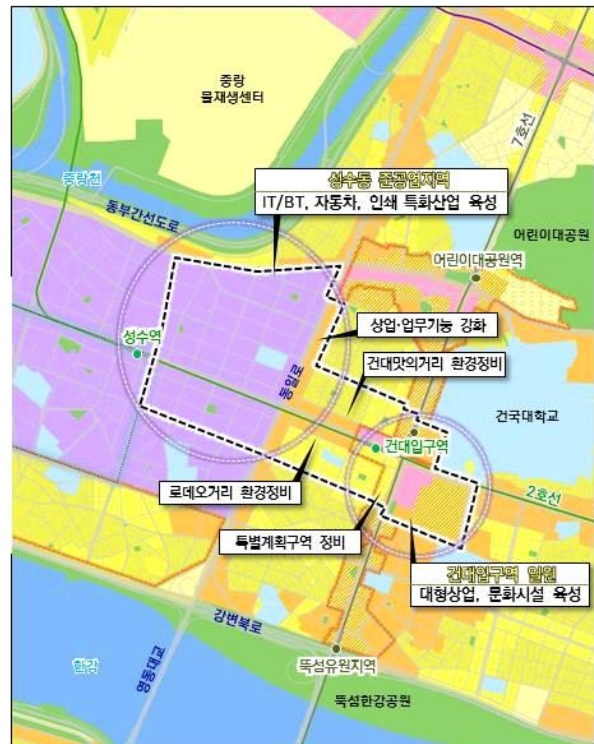 중랑
물재생센터
중랑천
동부간선도로
7호선
성수동 준공업지역
IT/BT, 자동차, 인쇄 특화산업 육성
어린이대공원
어린이대공원역
상업·업무기능 강화
성수역
동일로
건대맛의거리 환경정비
건국대학교
건대입구역
로데오거리 환경정비
2호선
특별계획구역 정비
건대입구역 일원
대형상업, 문화시설 육성
강변북로
한강
영동대교
뚝섬유원지역
뚝섬한강공원